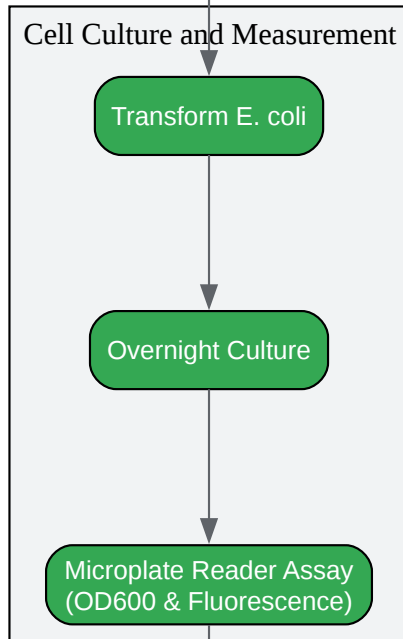 Cell Culture and Measurement
Transform E. coli
Overnight Culture
Microplate Reader Assay
(OD600 & Fluorescence)